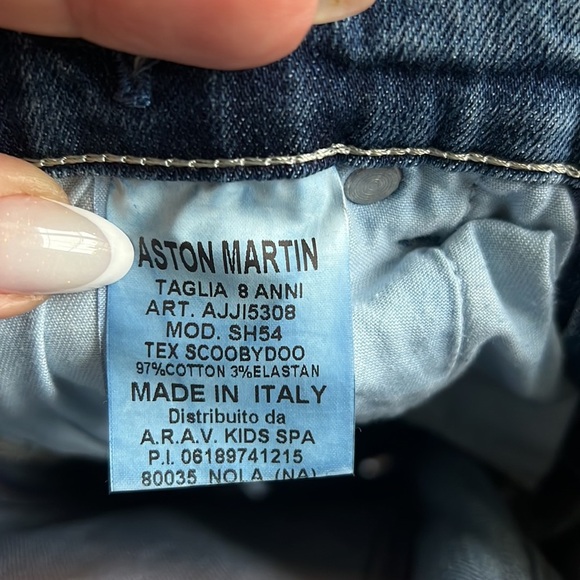 ASTON MARTIN
TAGLIA 8 ANNI
ART. AJJI5308
MOD. SH54
TEX SCOOBYDOO
97%COTTON 3%ELASTAN
MADE IN ITALY
Distribuito da
A.R.A.V. KIDS SPA
P.I. 06189741215
80035 NOLA (NA)